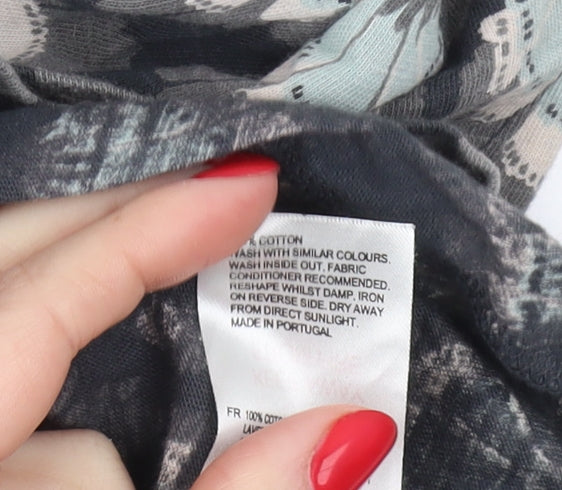 % COTTON
WASH WITH SIMILAR COLOURS.
WASH INSIDE OUT. FABRIC
CONDITIONER RECOMMENDED.
RESHAPE WHILST DAMP. IRON
ON REVERSE SIDE. DRY AWAY
FROM DIRECT SUNLIGHT.
MADE IN PORTUGAL
FR 100% COTO